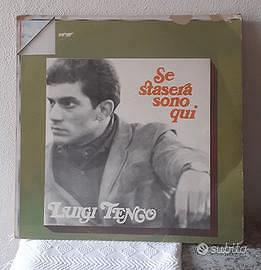 Se
stasera
sono
qui
LUIGI TENCO
subito